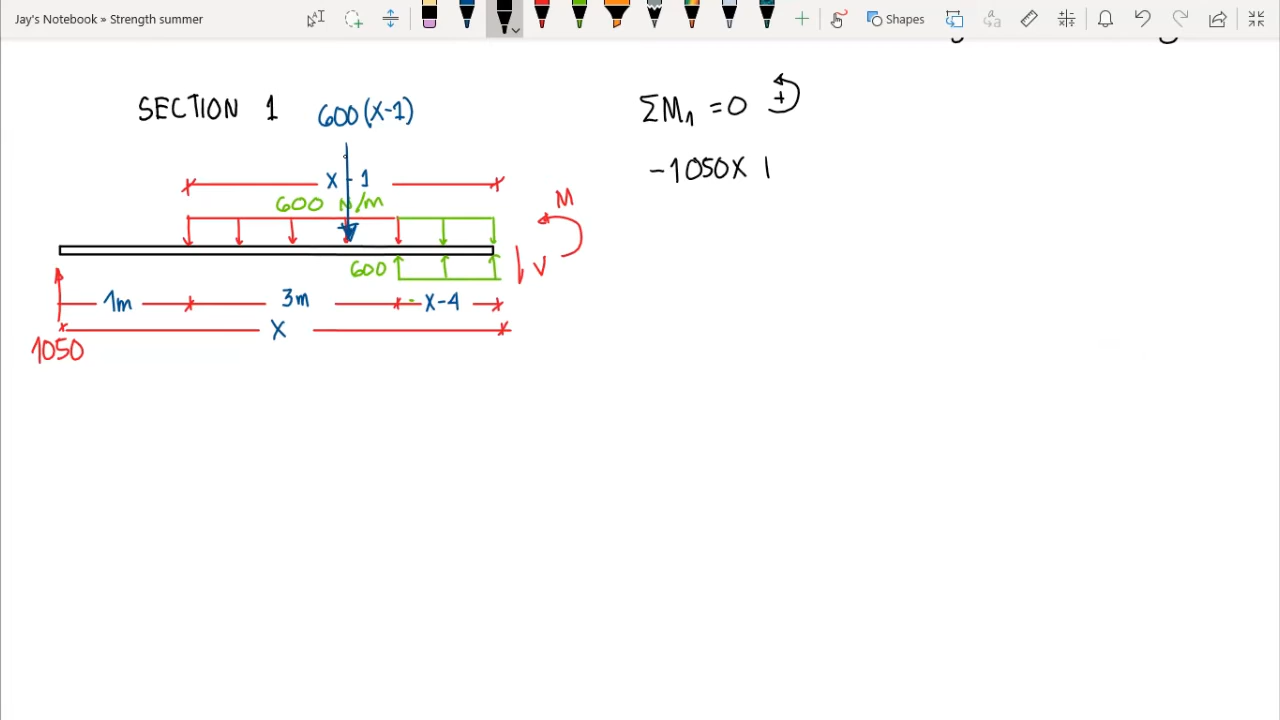 Jay's Notebook » Strength summer
Shapes
SECTION 1
600(X-1)
X - 1
600 N/m
M
600
V
1m
3m
X-4
X
1050
ΣM₁ = 0 +
-1050X